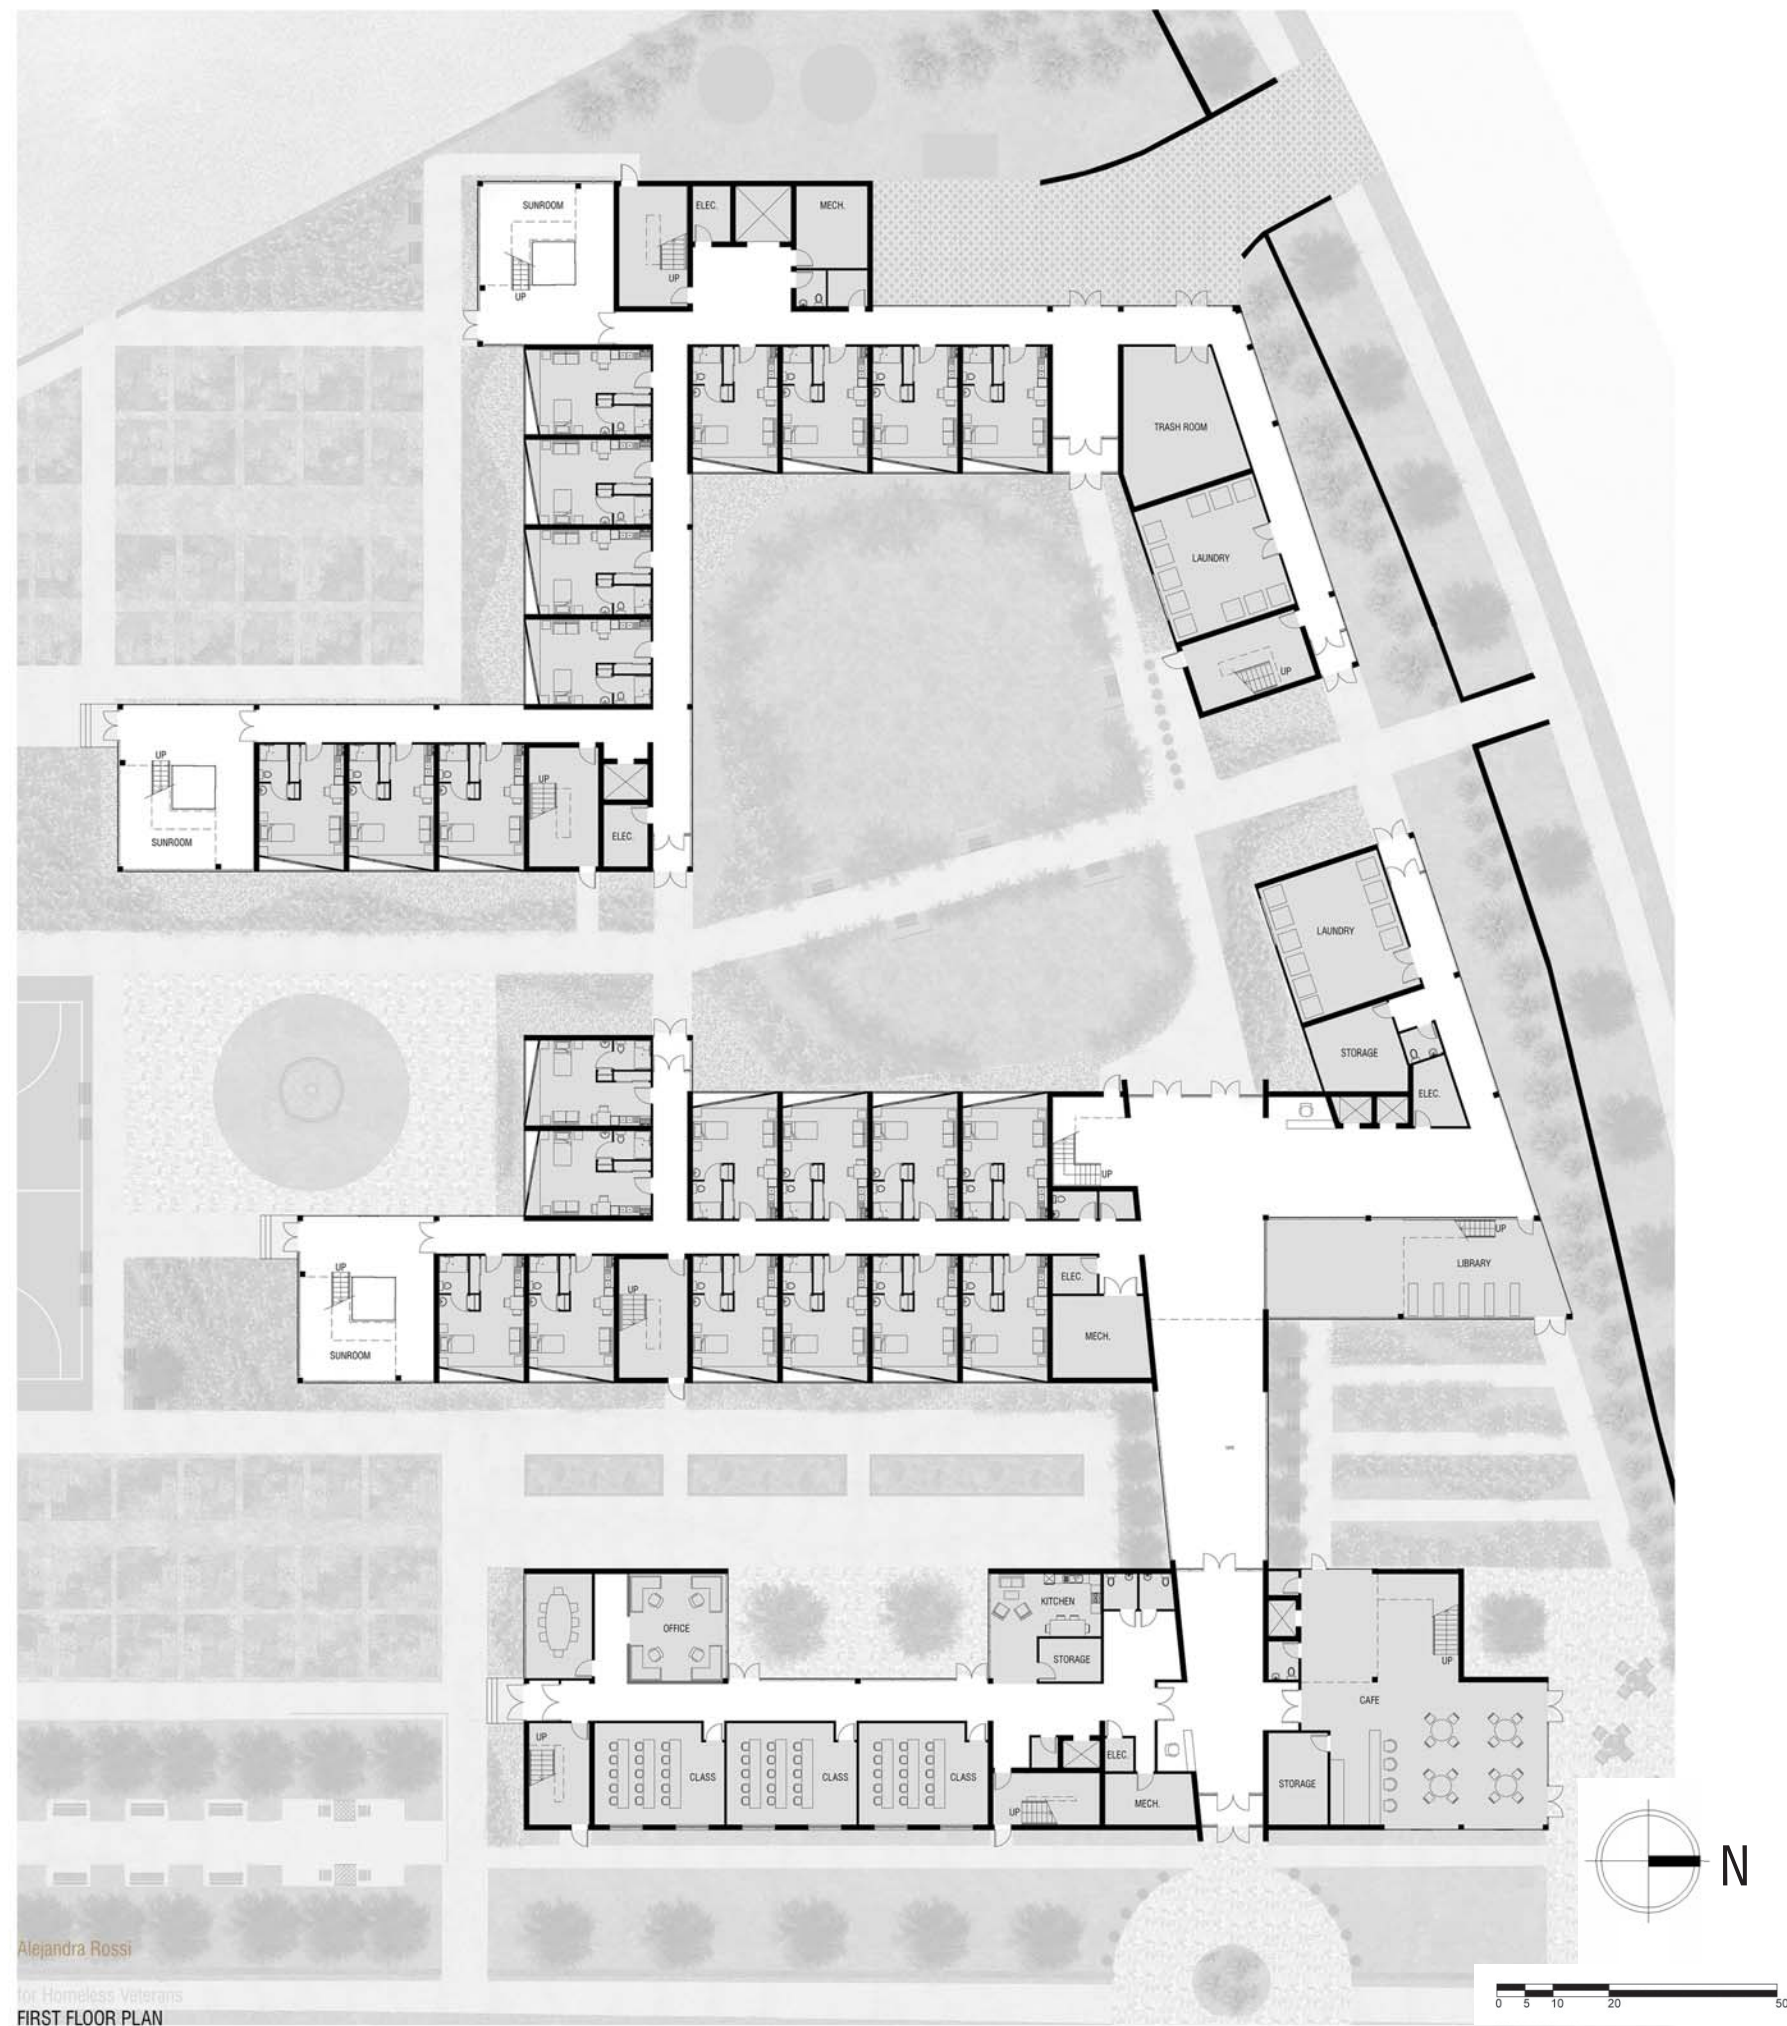 SUNROOM
ELEC.
MECH.
UP
UP
TRASH ROOM
LAUNDRY
UP
UP
UP
ELEC.
SUNROOM
LAUNDRY
STORAGE
ELEC.
UP
UP
LIBRARY
UP
ELEC.
UP
MECH.
SUNROOM
KITCHEN
OFFICE
STORAGE
UP
CAFE
UP
ELEC.
CLASS
CLASS
CLASS
STORAGE
MECH.
UP
N
Alejandra Rossi
for Homeless Veterans
FIRST FLOOR PLAN
0 5 10 20 50